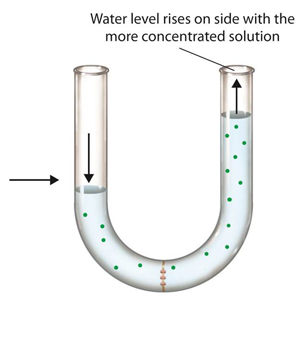 Water level rises on side with the
more concentrated solution